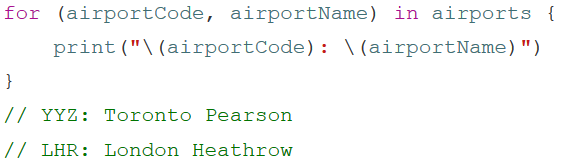 for (airportCode, airportName) in airports {
    print("\(airportCode): \(airportName)")
}
// YYZ: Toronto Pearson
// LHR: London Heathrow